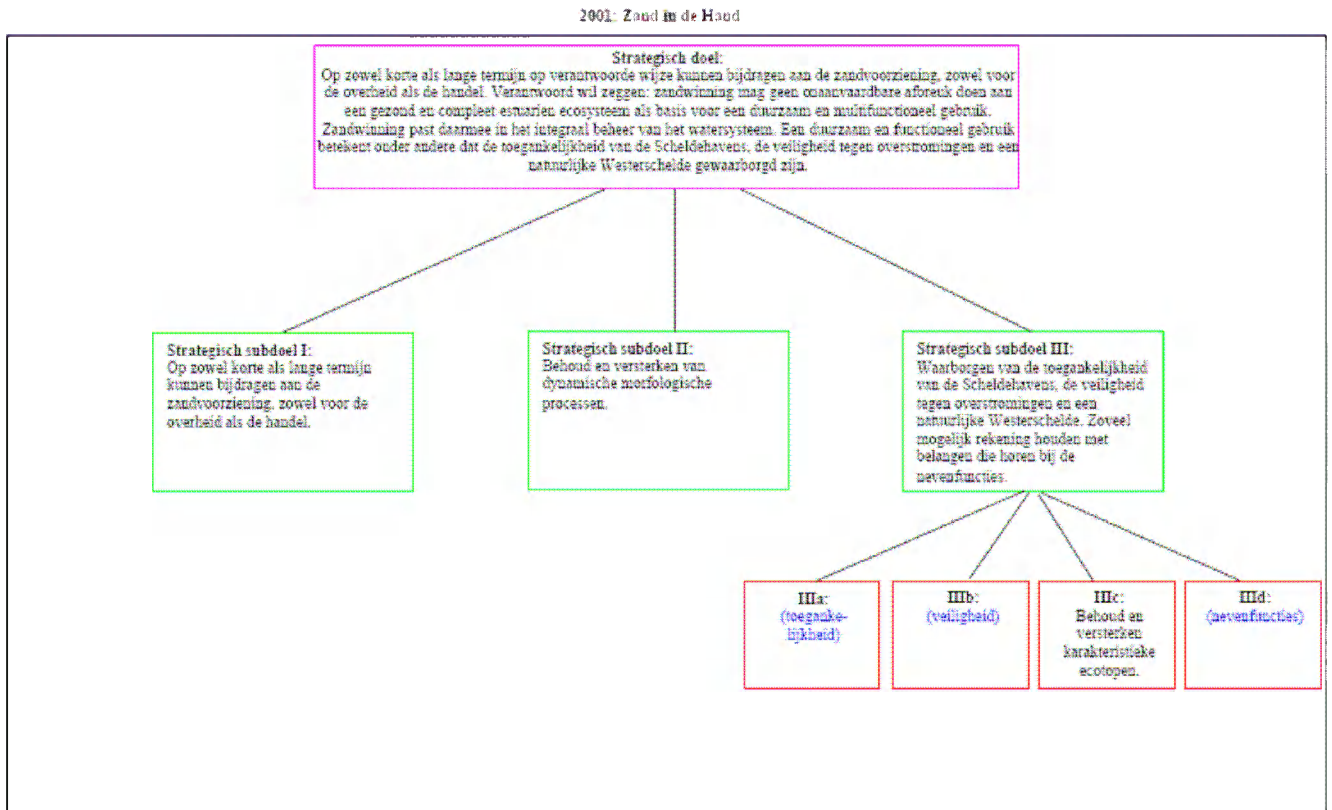 2001: Zand in de Hand
Strategisch doel:
Op zowel korte als lange termijn op verantwoorde wijze kunnen bijdragen aan de zandvoorziening, zowel voor
de overheid als de handel. Verantwoord wil zeggen: zandwinning mag geen onaanvaardbare afbreuk doen aan
een gezond en compleet estuarien ecosysteem als basis voor een duurzaam en multifunctioneel gebruik.
Zandwinning past daarmee in het integraal beheer van het watersysteem. Een duurzaam en functioneel gebruik
betekent onder andere dat de toegankelijkheid van de Scheldehavens, de veiligheid tegen overstromingen en een
natuurlijke Westerschelde gewaarborgd zijn.
Strategisch subdoel I:
Op zowel korte als lange termijn
kunnen bijdragen aan de
zandvoorziening, zowel voor de
overheid als de handel.
Strategisch subdoel II:
Behoud en versterken van
dynamische morfologische
processen.
Strategisch subdoel III:
Waarborgen van de toegankelijkheid
van de Scheldehavens, de veiligheid
tegen overstromingen en een
natuurlijke Westerschelde. Zoveel
mogelijk rekening houden met
belangen die horen bij de
nevenfuncties.
IIIa:
(toeganke-
lijkheid)
IIIb:
(veiligheid)
IIIc:
Behoud en
versterken
karakteristieke
ecotopen.
IIId:
(nevenfuncties)